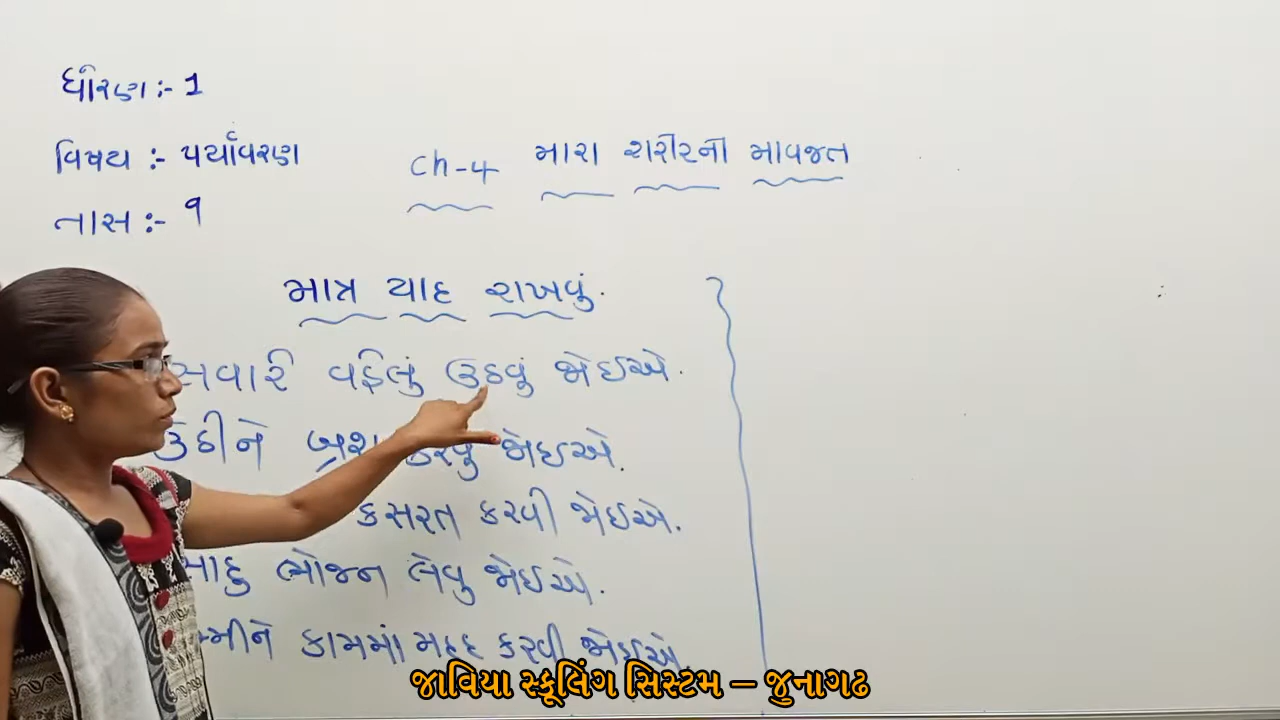 ધોરણ :- 1
વિષય :- પર્યાવરણ
Ch-4 મારા શરીરની માવજત
તાસ :- ૧
માત્ર યાદ રાખવું.
સવારે વહેલું ઉઠવું જોઈએ.
ઉઠીને બ્રશ કરવું જોઈએ.
કસરત કરવી જોઈએ.
સાદુ ભોજન લેવુ જોઈએ.
કામમાં મદદ કરવી જોઈએ.
જાવિયા સ્કૂલિંગ સિસ્ટમ – જુનાગઢ